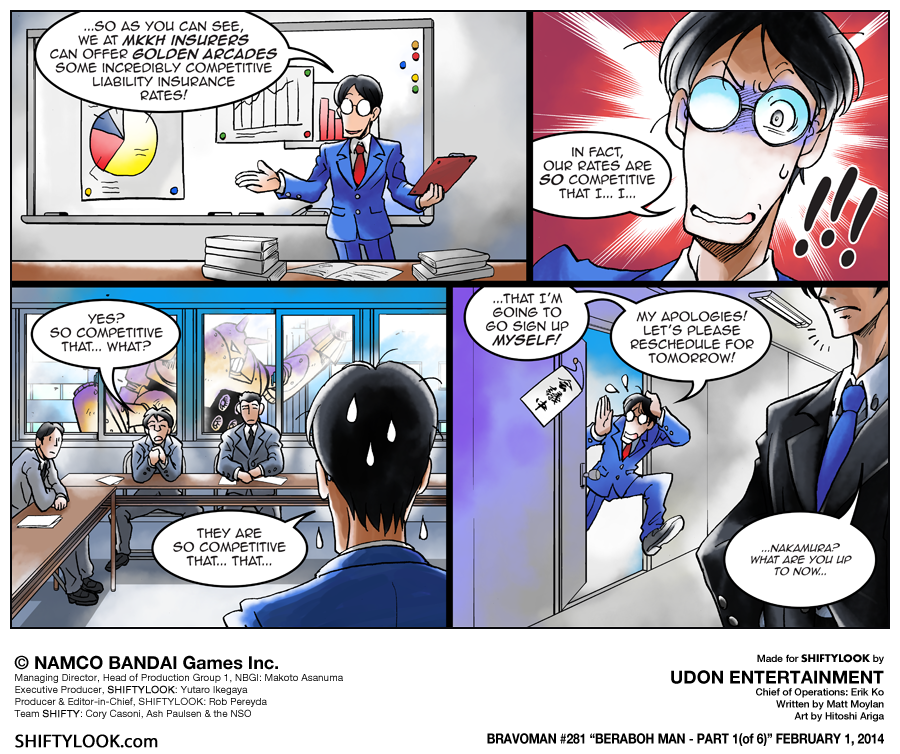 ...SO AS YOU CAN SEE,
WE AT MKKH INSURERS
CAN OFFER GOLDEN ARCADES
SOME INCREDIBLY COMPETITIVE
LIABILITY INSURANCE
RATES!
IN FACT,
OUR RATES ARE
SO COMPETITIVE
THAT I... I...
!!!
YES?
SO COMPETITIVE
THAT... WHAT?
THEY ARE
SO COMPETITIVE
THAT... THAT...
...THAT I'M
GOING TO
GO SIGN UP
MYSELF!
MY APOLOGIES!
LET'S PLEASE
RESCHEDULE FOR
TOMORROW!
会議中
...NAKAMURA?
WHAT ARE YOU UP
TO NOW...
© NAMCO BANDAI Games Inc.
Managing Director, Head of Production Group 1, NBGI: Makoto Asanuma
Executive Producer, SHIFTYLOOK: Yutaro Ikegaya
Producer & Editor-in-Chief, SHIFTYLOOK: Rob Pereyda
Team SHIFTY: Cory Casoni, Ash Paulsen & the NSO
SHIFTYLOOK.com
Made for SHIFTYLOOK by
UDON ENTERTAINMENT
Chief of Operations: Erik Ko
Written by Matt Moylan
Art by Hitoshi Ariga
BRAVOMAN #281 “BERABOH MAN - PART 1(of 6)” FEBRUARY 1, 2014